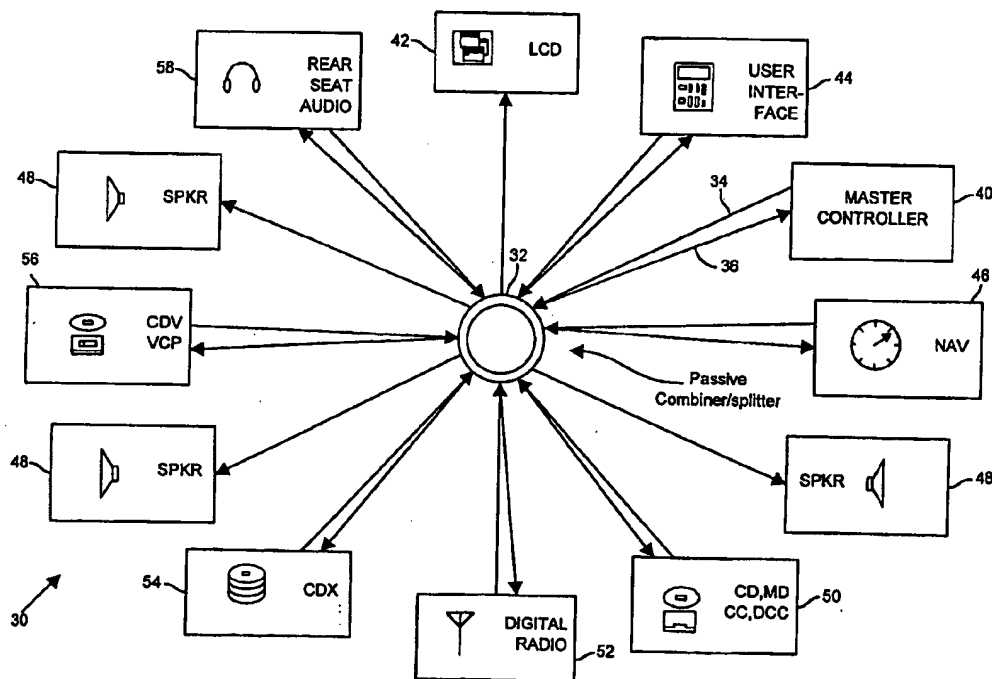 42
LCD
58
REAR
SEAT
AUDIO
USER
INTER-
FACE
44
48
SPKR
34
MASTER
CONTROLLER
40
36
32
56
CDV
VCP
46
NAV
Passive
Combiner/splitter
48
SPKR
SPKR
48
54
CDX
30
DIGITAL
RADIO
52
CD,MD
CC,DCC
50